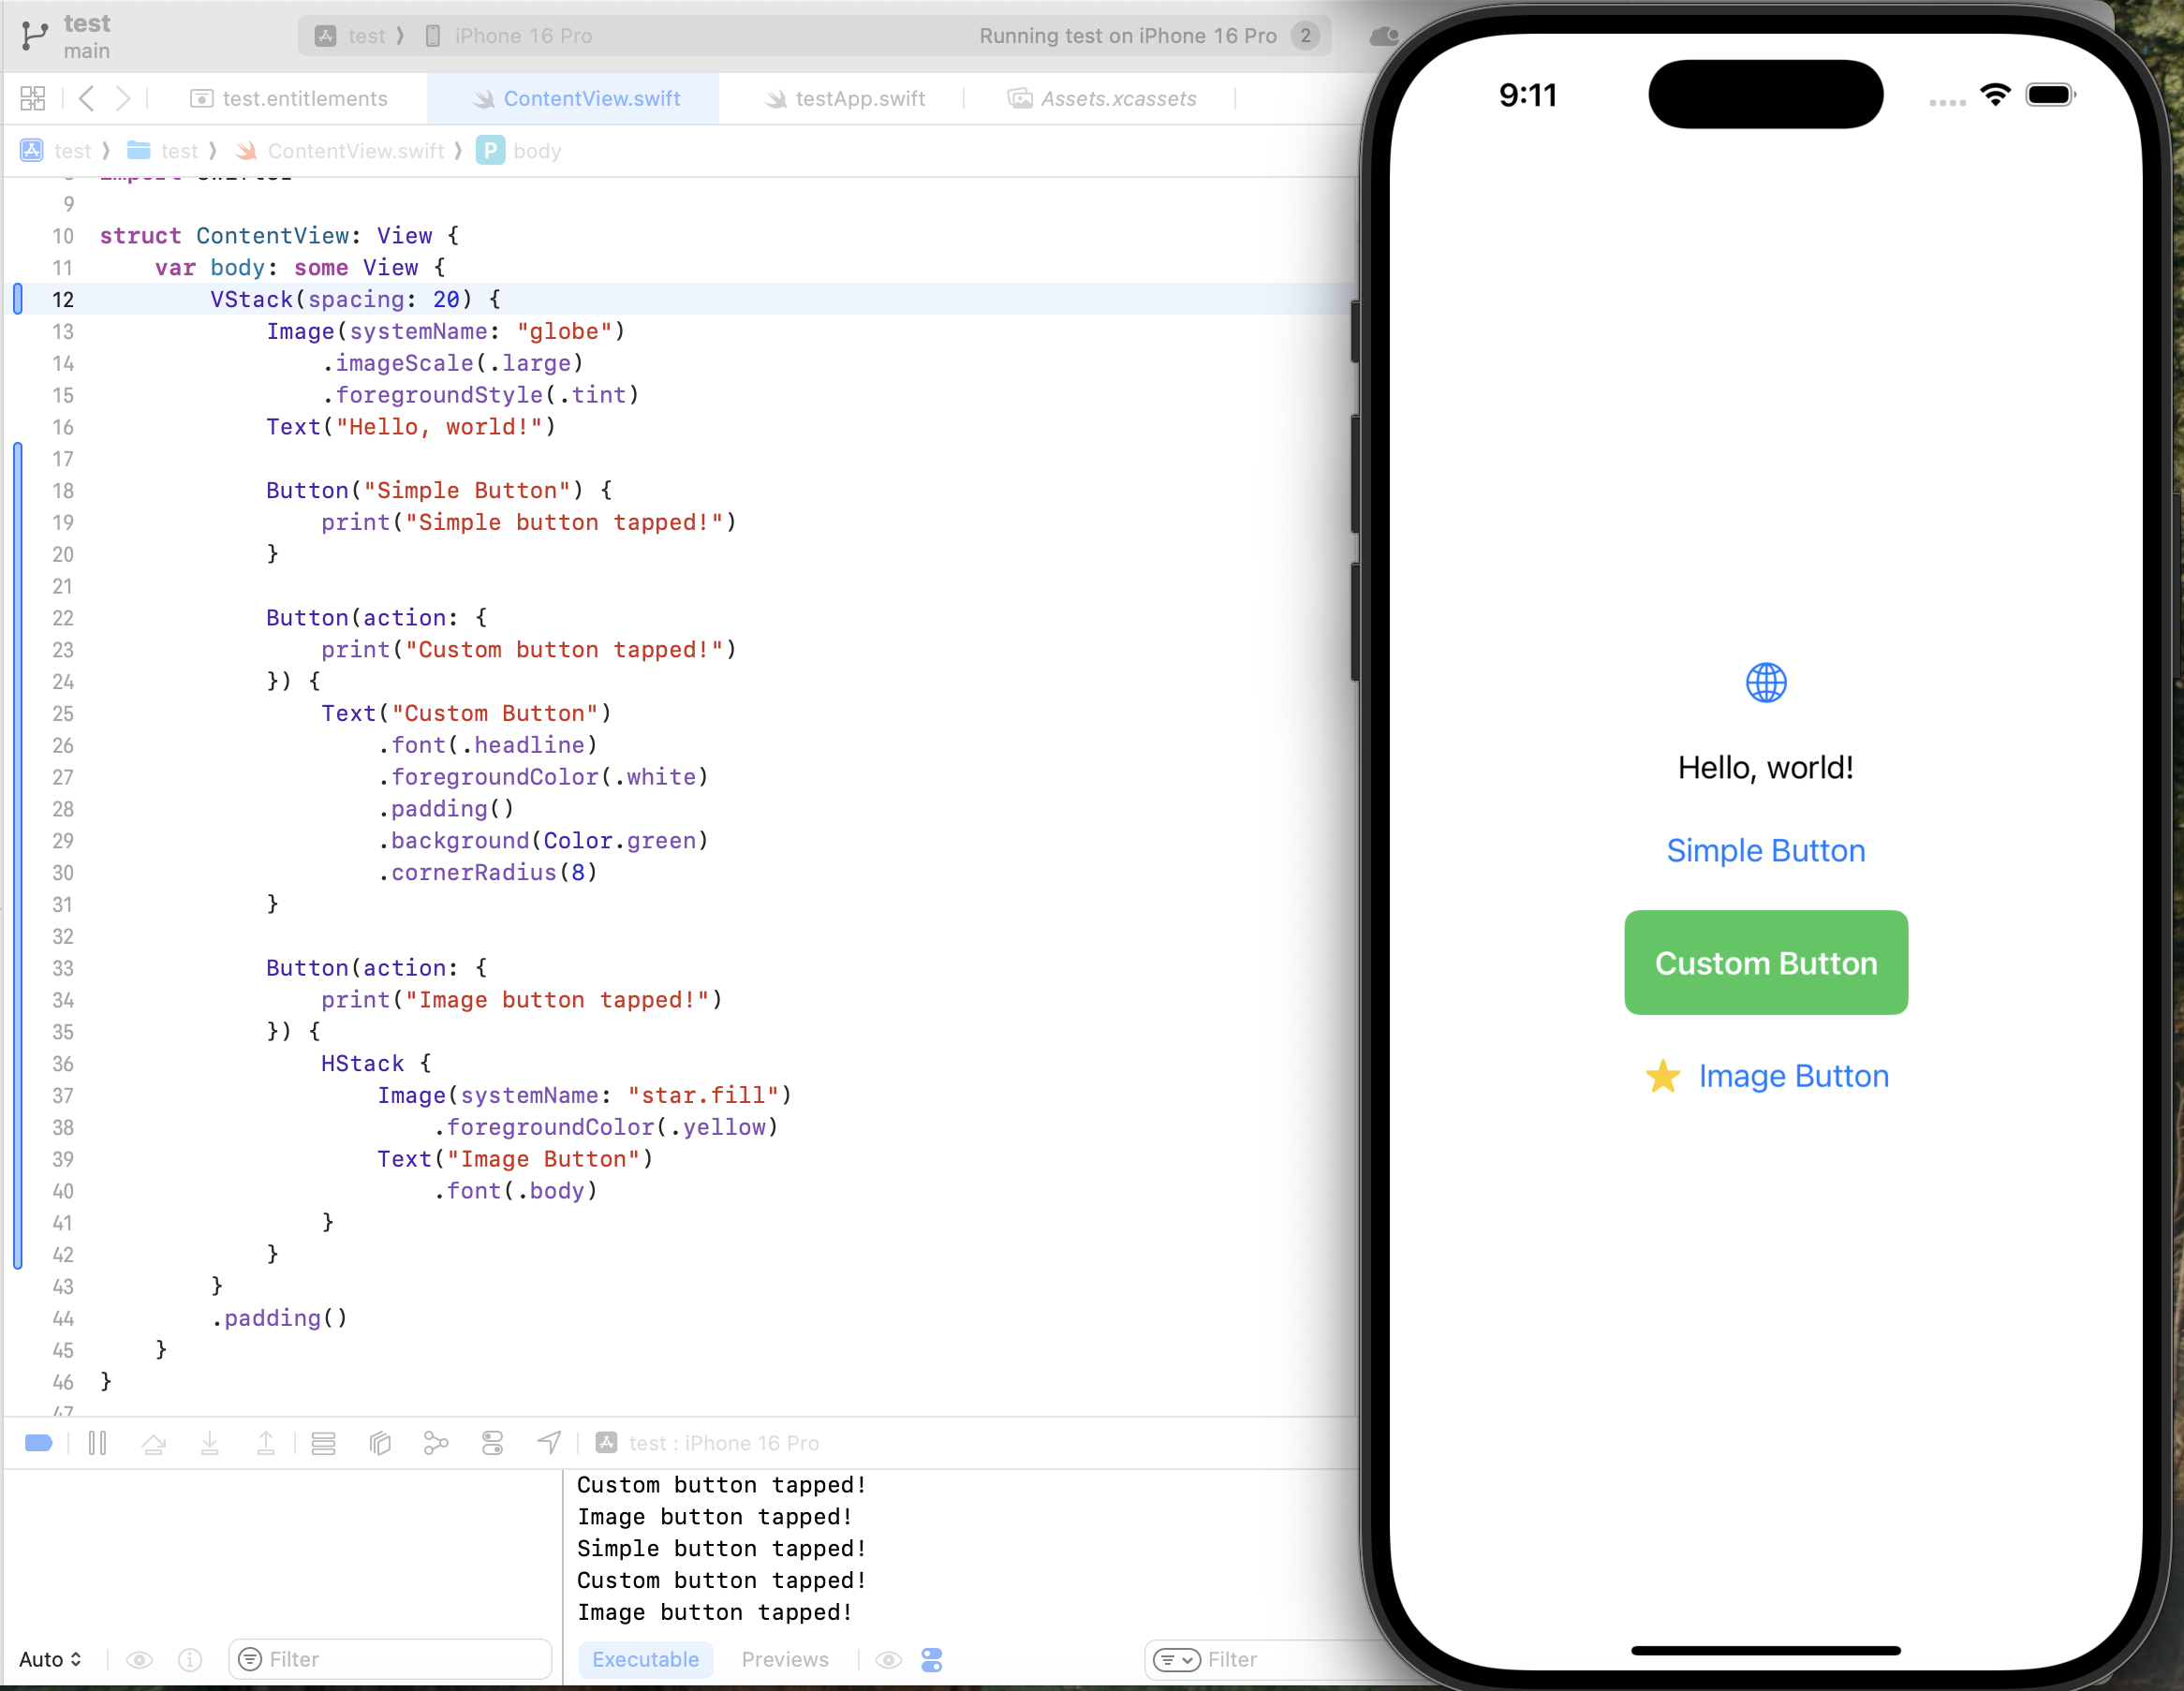 test
main
test
iPhone 16 Pro
Running test on iPhone 16 Pro
2
test.entitlements
ContentView.swift
testApp.swift
Assets.xcassets
test
test
ContentView.swift
P
body
9
10 struct ContentView: View {
11 var body: some View {
12 VStack(spacing: 20) {
13 Image(systemName: "globe")
14 .imageScale(.large)
15 .foregroundStyle(.tint)
16 Text("Hello, world!")
17
18 Button("Simple Button") {
19 print("Simple button tapped!")
20 }
21
22 Button(action: {
23 print("Custom button tapped!")
24 }) {
25 Text("Custom Button")
26 .font(.headline)
27 .foregroundColor(.white)
28 .padding()
29 .background(Color.green)
30 .cornerRadius(8)
31 }
32
33 Button(action: {
34 print("Image button tapped!")
35 }) {
36 HStack {
37 Image(systemName: "star.fill")
38 .foregroundColor(.yellow)
39 Text("Image Button")
40 .font(.body)
41 }
42 }
43 }
44 .padding()
45 }
46 }
47
test : iPhone 16 Pro
Custom button tapped!
Image button tapped!
Simple button tapped!
Custom button tapped!
Image button tapped!
Auto
Filter
Executable
Previews
Filter
9:11
Hello, world!
Simple Button
Custom Button
Image Button